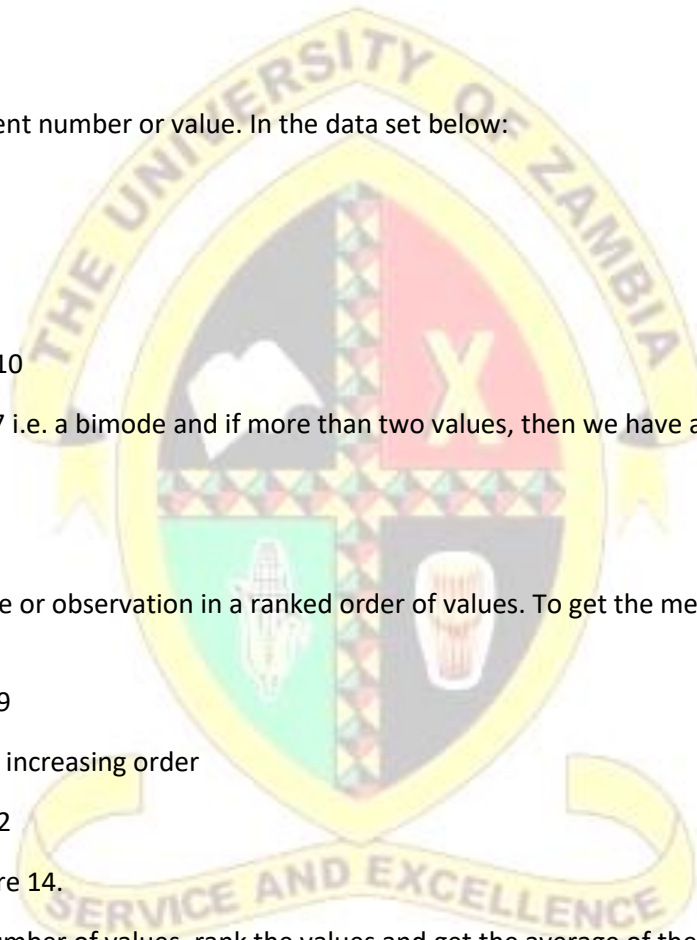 THE UNIVERSITY OF ZAMBIA
ent number or value. In the data set below:
10
7 i.e. a bimode and if more than two values, then we have a
e or observation in a ranked order of values. To get the me
9
increasing order
2
re 14.
SERVICE AND EXCELLENCE
umber of values, rank the values and get the average of the